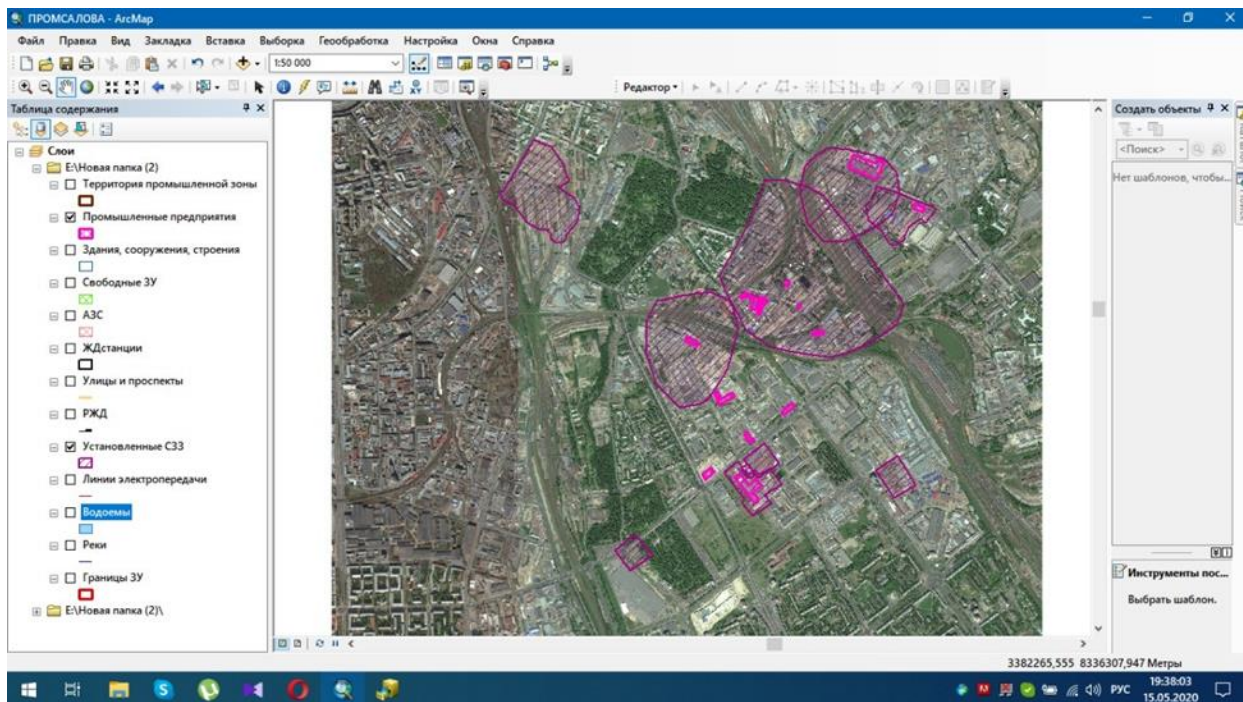 ПРОМСАЛОВА - ArcMap
Файл Правка Вид Закладка Вставка Выборка Геообработка Настройка Окна Справка
1:50 000
Редактор
Таблица содержания
Создать объекты
Слои
<Поиск>
E:\Новая папка (2)
Территория промышленной зоны
Нет шаблонов, чтобы...
Промышленные предприятия
Здания, сооружения, строения
Свободные ЗУ
АЗС
ЖДстанции
Улицы и проспекты
РЖД
Установленные СЗЗ
Линии электропередачи
Водоемы
Реки
Границы ЗУ
E:\Новая папка (2)\
Инструменты пос...
Выбрать шаблон.
3382265,555 8336307,947 Метры
РУС
19:38:03
15.05.2020